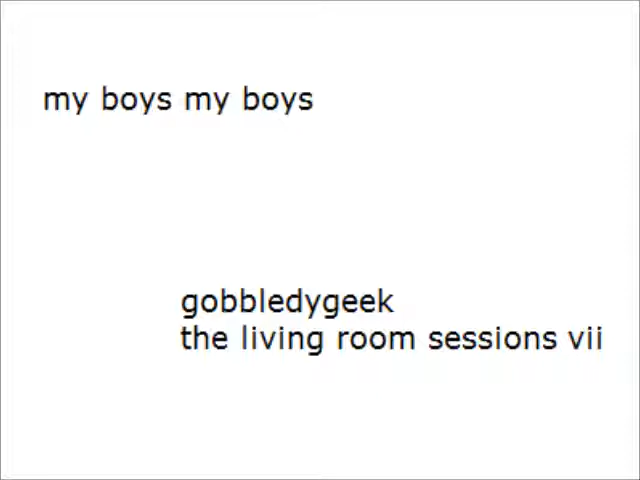 my boys my boys
gobbledygeek
the living room sessions vii